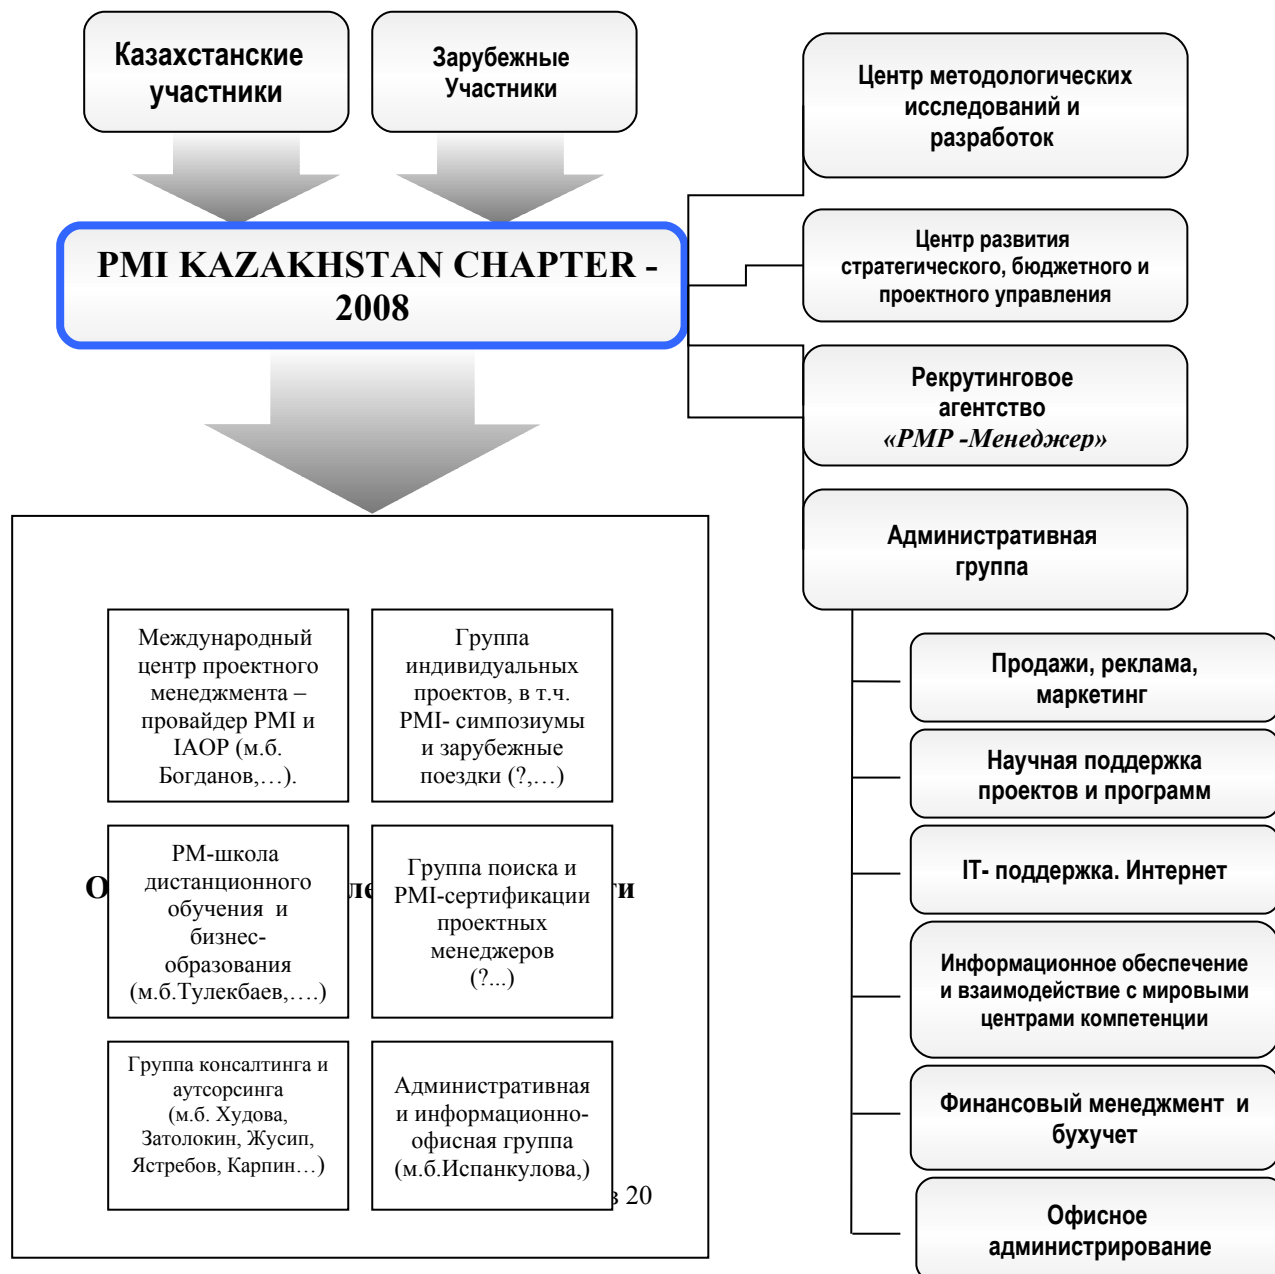 Казахстанские
участники
Зарубежные
Участники
PMI KAZAKHSTAN CHAPTER -
2008
Центр методологических
исследований и
разработок
Центр развития
стратегического, бюджетного и
проектного управления
Рекрутинговое
агентство
«PMP -Менеджер»
Административная
группа
Продажи, реклама,
маркетинг
Научная поддержка
проектов и программ
IT- поддержка. Интернет
Информационное обеспечение
и взаимодействие с мировыми
центрами компетенции
Финансовый менеджмент и
бухучет
Офисное
администрирование
Международный
центр проектного
менеджмента –
провайдер PMI и
IAOP (м.б.
Богданов,…).
Группа
индивидуальных
проектов, в т.ч.
PMI- симпозиумы
и зарубежные
поездки (?,…)
PM-школа
дистанционного
обучения и
бизнес-
образования
(м.б.Тулекбаев,….)
Группа поиска и
PMI-сертификации
проектных
менеджеров
(?...)
Группа консалтинга и
аутсорсинга
(м.б. Худова,
Затолокин, Жусип,
Ястребов, Карпин…)
Административная
и информационно-
офисная группа
(м.б.Испанкулова,)
20